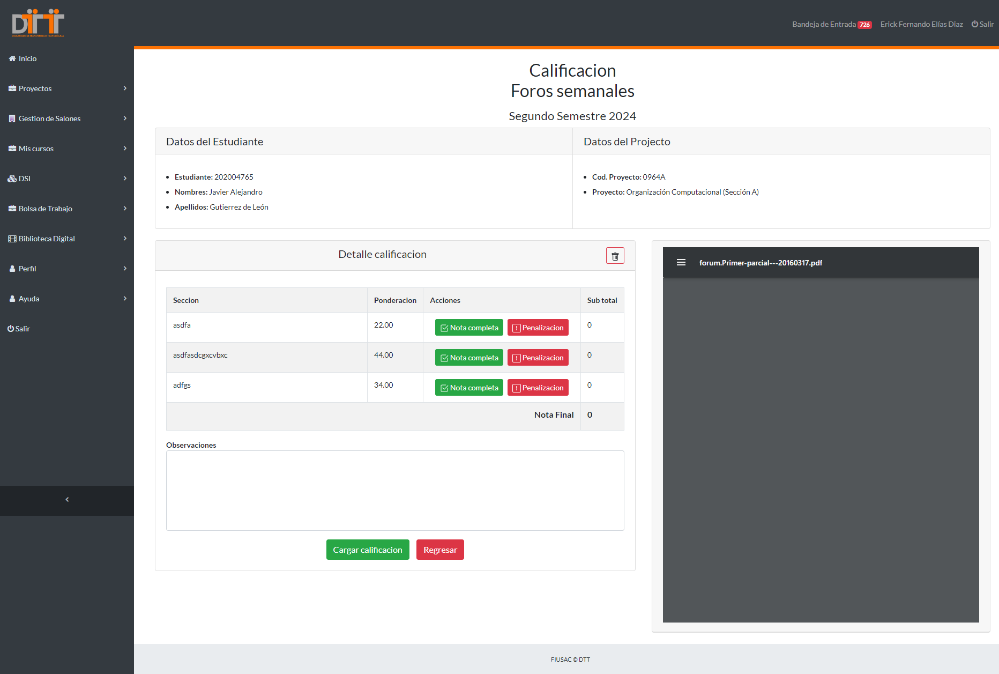 DTT
DESARROLLO DE TRANSFERENCIA TECNOLÓGICA
Bandeja de Entrada 726 Erick Fernando Elías Diaz Salir
Inicio
Proyectos
Gestion de Salones
Mis cursos
DSI
Bolsa de Trabajo
Biblioteca Digital
Perfil
Ayuda
Salir
Calificacion
Foros semanales
Segundo Semestre 2024
Datos del Estudiante
Estudiante: 202004765
Nombres: Javier Alejandro
Apellidos: Gutierrez de León
Datos del Projecto
Cod. Proyecto: 0964A
Proyecto: Organización Computacional (Sección A)
Detalle calificacion
Seccion Ponderacion Acciones Sub total
asdfa 22.00 Nota completa Penalizacion 0
asdfasdcgxcvbxc 44.00 Nota completa Penalizacion 0
adfgs 34.00 Nota completa Penalizacion 0
Nota Final 0
Observaciones
Cargar calificacion Regresar
forum.Primer-parcial---20160317.pdf
FIUSAC © DTT